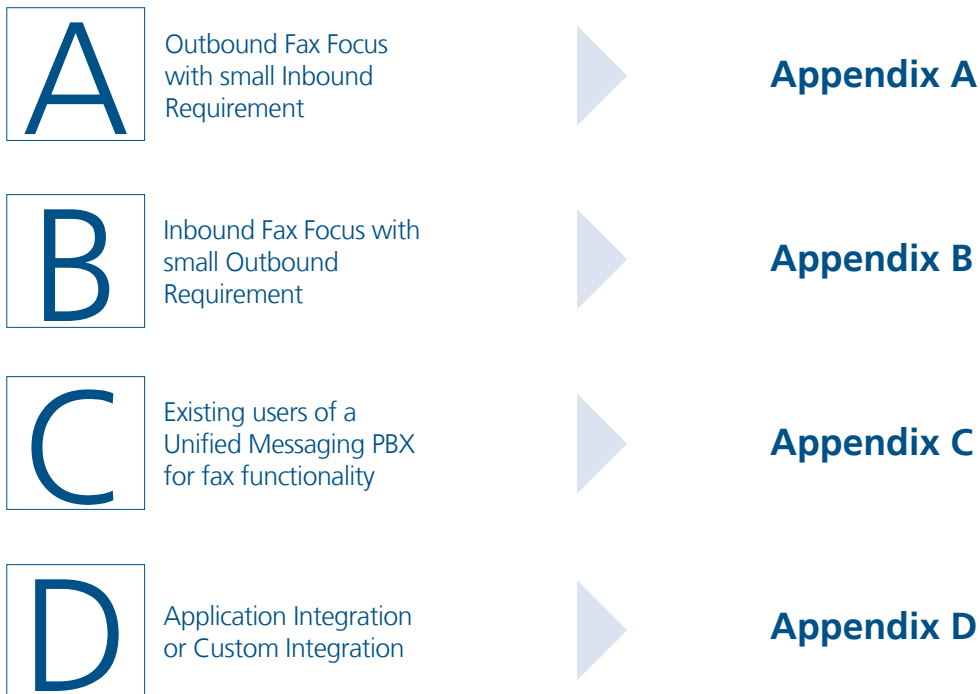 A
Outbound Fax Focus
with small Inbound
Requirement
Appendix A
B
Inbound Fax Focus with
small Outbound
Requirement
Appendix B
C
Existing users of a
Unified Messaging PBX
for fax functionality
Appendix C
D
Application Integration
or Custom Integration
Appendix D